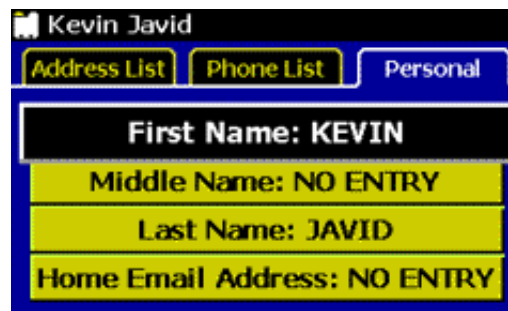 Kevin Javid
Address List Phone List Personal
First Name: KEVIN
Middle Name: NO ENTRY
Last Name: JAVID
Home Email Address: NO ENTRY